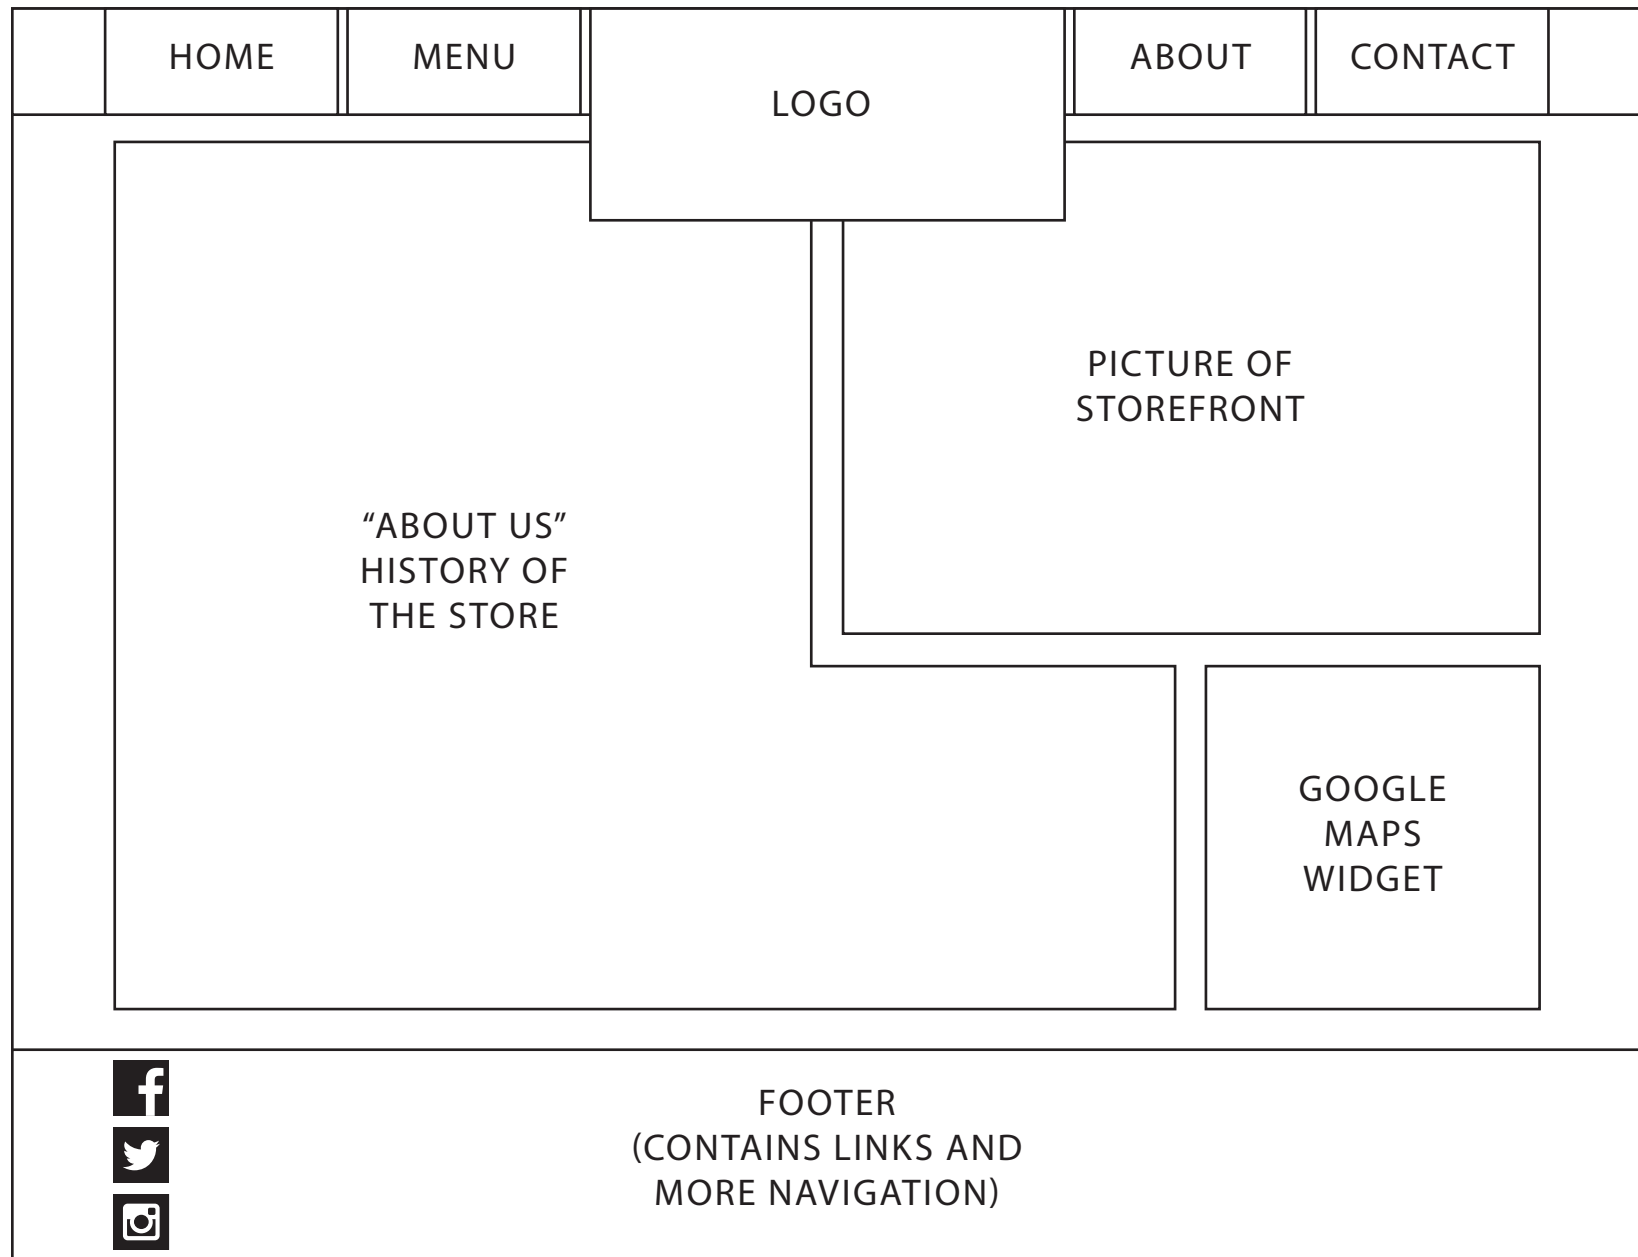 HOME
MENU
LOGO
ABOUT
CONTACT
“ABOUT US”
HISTORY OF
THE STORE
PICTURE OF
STOREFRONT
GOOGLE
MAPS
WIDGET
FOOTER
(CONTAINS LINKS AND
MORE NAVIGATION)